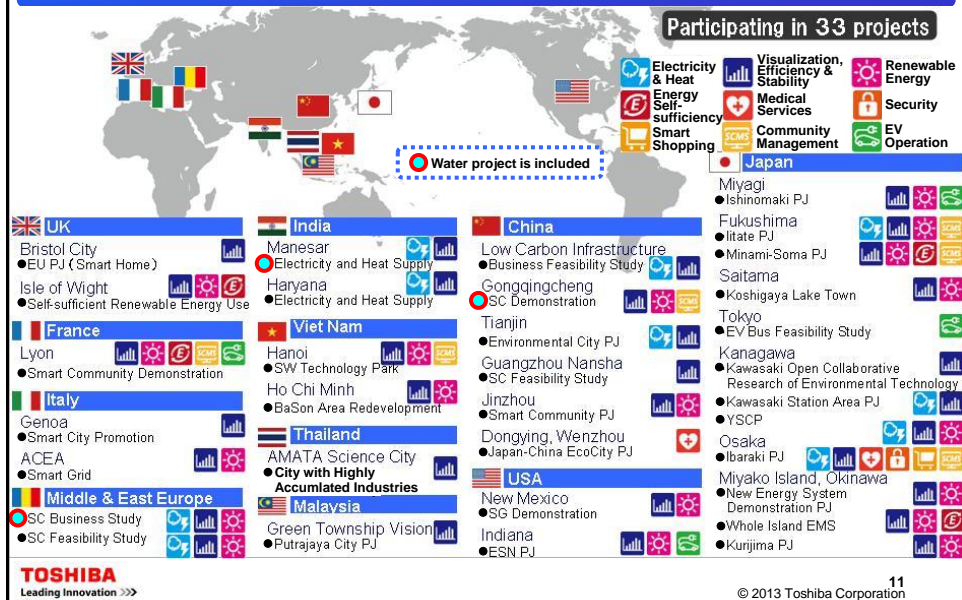 Participating in 33 projects
Electricity & Heat
Visualization, Efficiency & Stability
Renewable Energy
Energy Self-sufficiency
Medical Services
Security
Smart Shopping
SCMS
Community Management
EV Operation
Water project is included
UK
Bristol City
●EU PJ (Smart Home)
Isle of Wight
●Self-sufficient Renewable Energy Use
France
Lyon
SCMS
●Smart Community Demonstration
Italy
Genoa
●Smart City Promotion
ACEA
●Smart Grid
Middle & East Europe
SC Business Study
●SC Feasibility Study
India
Manesar
Electricity and Heat Supply
Haryana
●Electricity and Heat Supply
Viet Nam
Hanoi
SCMS
●SW Technology Park
Ho Chi Minh
●BaSon Area Redevelopment
Thailand
AMATA Science City
●City with Highly
Accumlated Industries
Malaysia
Green Township Vision
●Putrajaya City PJ
China
Low Carbon Infrastructure
●Business Feasibility Study
Gongqingcheng
SC Demonstration
SCMS
Tianjin
●Environmental City PJ
Guangzhou Nansha
●SC Feasibility Study
Jinzhou
●Smart Community PJ
Dongying, Wenzhou
●Japan-China EcoCity PJ
USA
New Mexico
●SG Demonstration
Indiana
●ESN PJ
Japan
Miyagi
●Ishinomaki PJ
Fukushima
●Iitate PJ
SCMS
●Minami-Soma PJ
SCMS
Saitama
●Koshigaya Lake Town
Tokyo
●EV Bus Feasibility Study
Kanagawa
●Kawasaki Open Collaborative
Research of Environmental Technology
●Kawasaki Station Area PJ
●YSCP
Osaka
●Ibaraki PJ
SCMS
Miyako Island, Okinawa
●New Energy System
Demonstration PJ
●Whole Island EMS
●Kurijima PJ
TOSHIBA
Leading Innovation >>>
11
© 2013 Toshiba Corporation